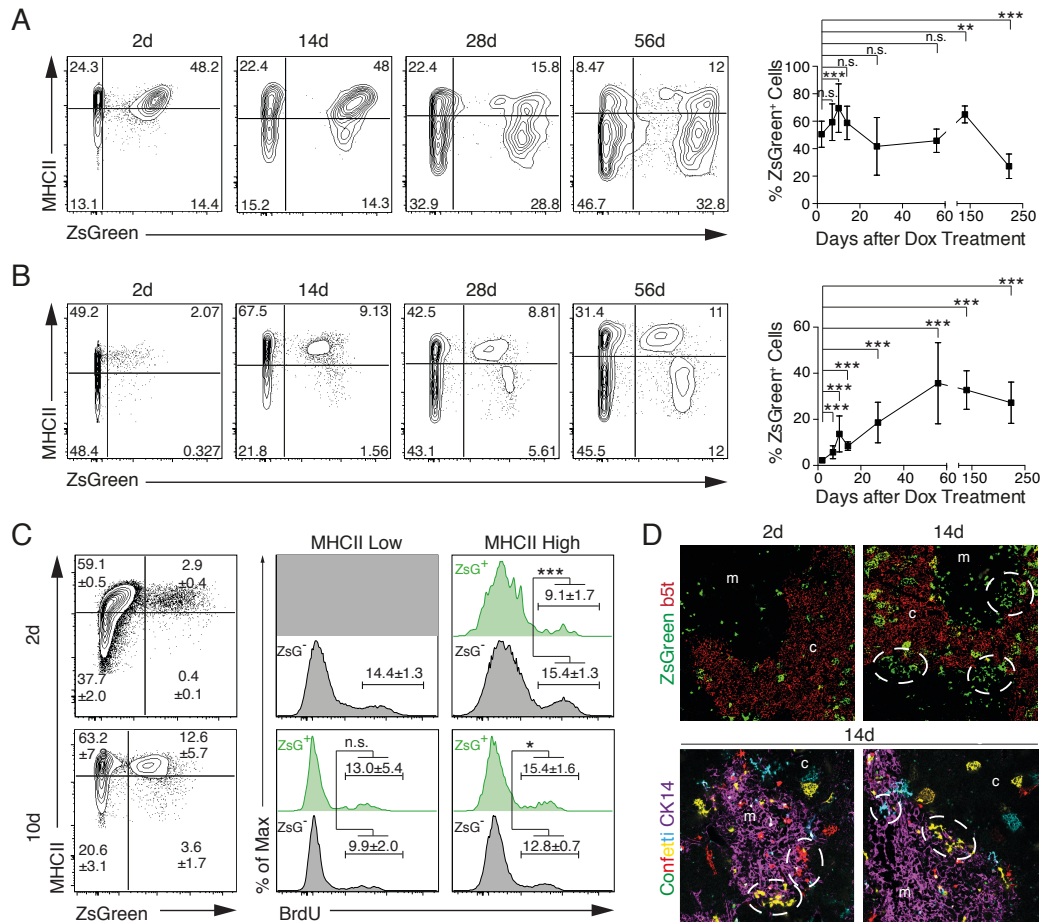 A
2d
14d
28d
56d
MHCII
24.3
48.2
13.1
14.4
22.4
48
15.2
14.3
22.4
15.8
32.9
28.8
8.47
12
46.7
32.8
ZsGreen
***
**
n.s.
n.s.
n.s.
***
n.s.
% ZsGreen+ Cells
100
80
60
40
20
0
0 20 40 60 150 250
Days after Dox Treatment
B
2d
14d
28d
56d
MHCII
49.2
2.07
48.4
0.327
67.5
9.13
21.8
1.56
42.5
8.81
43.1
5.61
31.4
11
45.5
12
ZsGreen
***
***
***
***
***
***
***
% ZsGreen+ Cells
60
40
20
0
0 20 40 60 150 250
Days after Dox Treatment
C
MHCII Low
MHCII High
2d
59.1
±0.5
2.9
±0.4
37.7
±2.0
0.4
±0.1
ZsG-
14.4±1.3
ZsG+
***
9.1±1.7
ZsG-
15.4±1.3
10d
63.2
12.6
±5.7
20.6
±3.1
3.6
±1.7
MHCII
ZsGreen
% of Max
ZsG+
n.s.
13.0±5.4
ZsG-
9.9±2.0
ZsG+
*
15.4±1.6
ZsG-
12.8±0.7
BrdU
D
2d
14d
ZsGreen b5t
m
c
m
c
14d
Confetti CK14
c
m
c
m